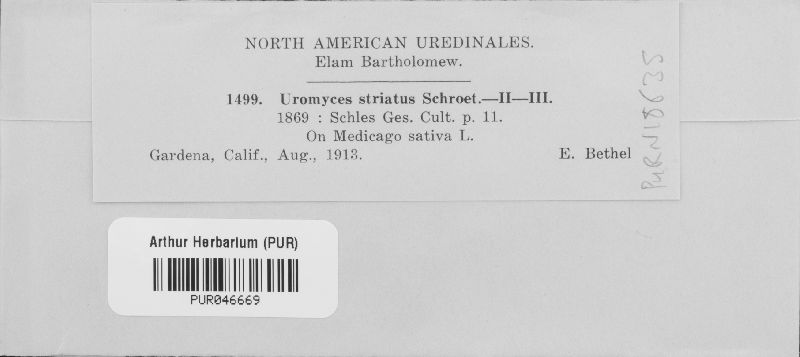 NORTH AMERICAN UREDINALES.
Elam Bartholomew.
1499. Uromyces striatus Schroet.—II—III.
1869 : Schles Ges. Cult. p. 11.
On Medicago sativa L.
Gardena, Calif., Aug., 1913. E. Bethel
PURN18635
Arthur Herbarium (PUR)
PUR046669